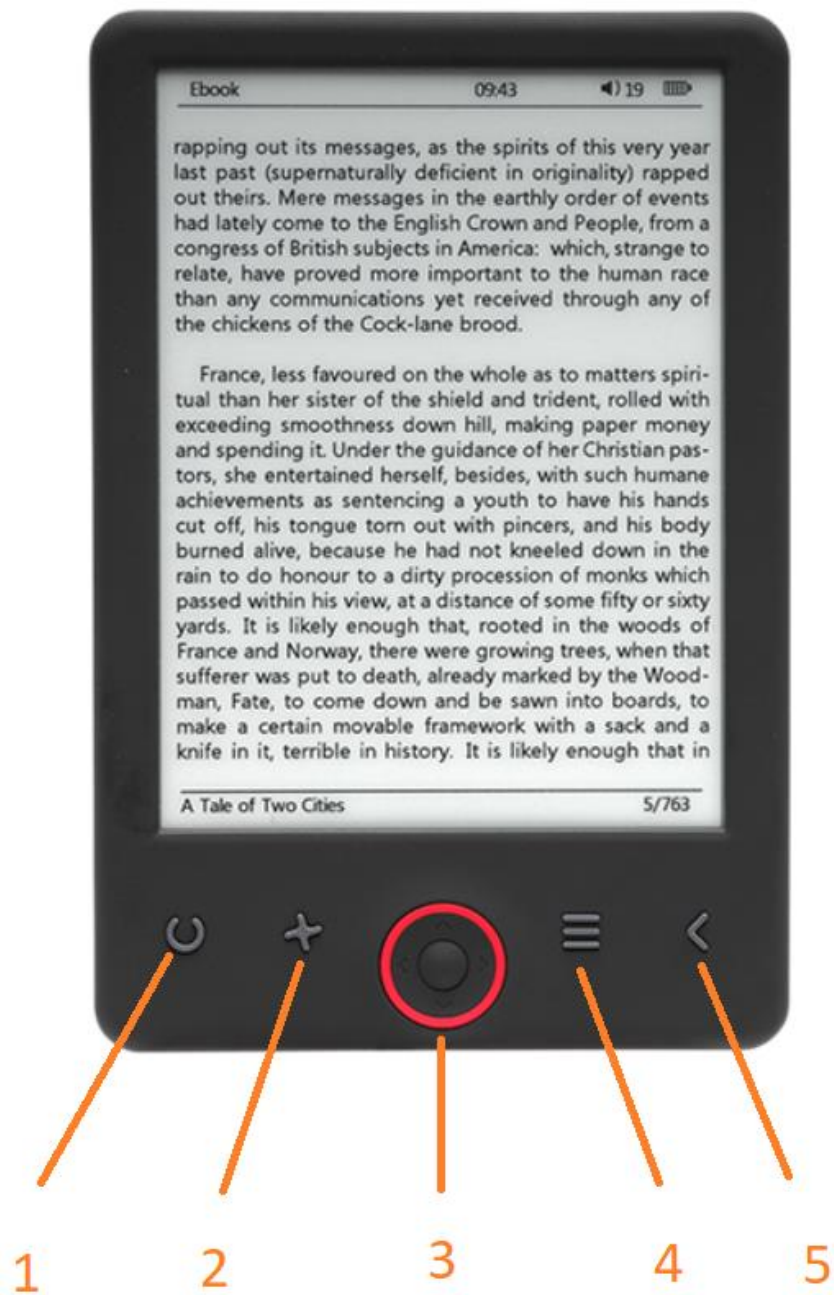 Ebook 09:43 19
rapping out its messages, as the spirits of this very year
last past (supernaturally deficient in originality) rapped
out theirs. Mere messages in the earthly order of events
had lately come to the English Crown and People, from a
congress of British subjects in America: which, strange to
relate, have proved more important to the human race
than any communications yet received through any of
the chickens of the Cock-lane brood.
France, less favoured on the whole as to matters spiri-
tual than her sister of the shield and trident, rolled with
exceeding smoothness down hill, making paper money
and spending it. Under the guidance of her Christian pas-
tors, she entertained herself, besides, with such humane
achievements as sentencing a youth to have his hands
cut off, his tongue torn out with pincers, and his body
burned alive, because he had not kneeled down in the
rain to do honour to a dirty procession of monks which
passed within his view, at a distance of some fifty or sixty
yards. It is likely enough that, rooted in the woods of
France and Norway, there were growing trees, when that
sufferer was put to death, already marked by the Wood-
man, Fate, to come down and be sawn into boards, to
make a certain movable framework with a sack and a
knife in it, terrible in history. It is likely enough that in
A Tale of Two Cities 5/763
1 2 3 4 5